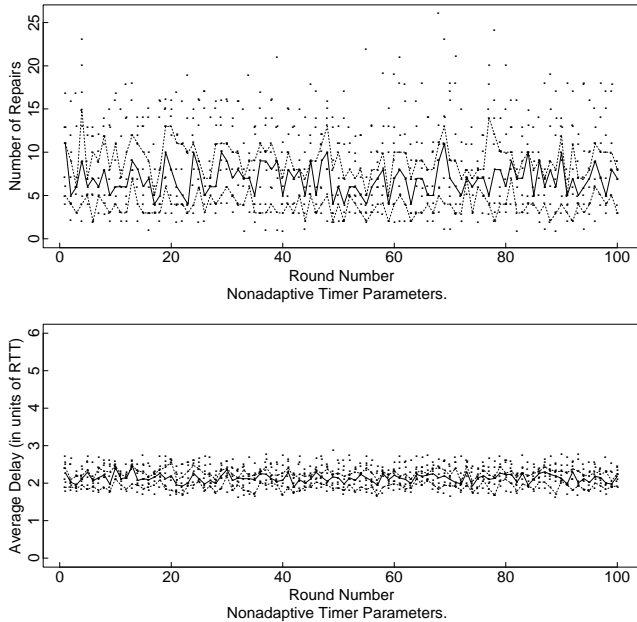 25
20
15
10
5
0
Number of Repairs
0 20 40 60 80 100
Round Number
Nonadaptive Timer Parameters.
6
5
4
3
2
1
0
Average Delay (in units of RTT)
0 20 40 60 80 100
Round Number
Nonadaptive Timer Parameters.